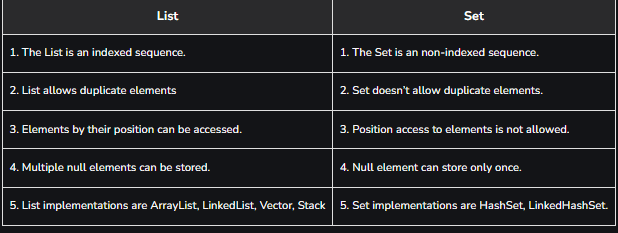 List Set
1. The List is an indexed sequence. 1. The Set is an non-indexed sequence.
2. List allows duplicate elements 2. Set doesn’t allow duplicate elements.
3. Elements by their position can be accessed. 3. Position access to elements is not allowed.
4. Multiple null elements can be stored. 4. Null element can store only once.
5. List implementations are ArrayList, LinkedList, Vector, Stack 5. Set implementations are HashSet, LinkedHashSet.